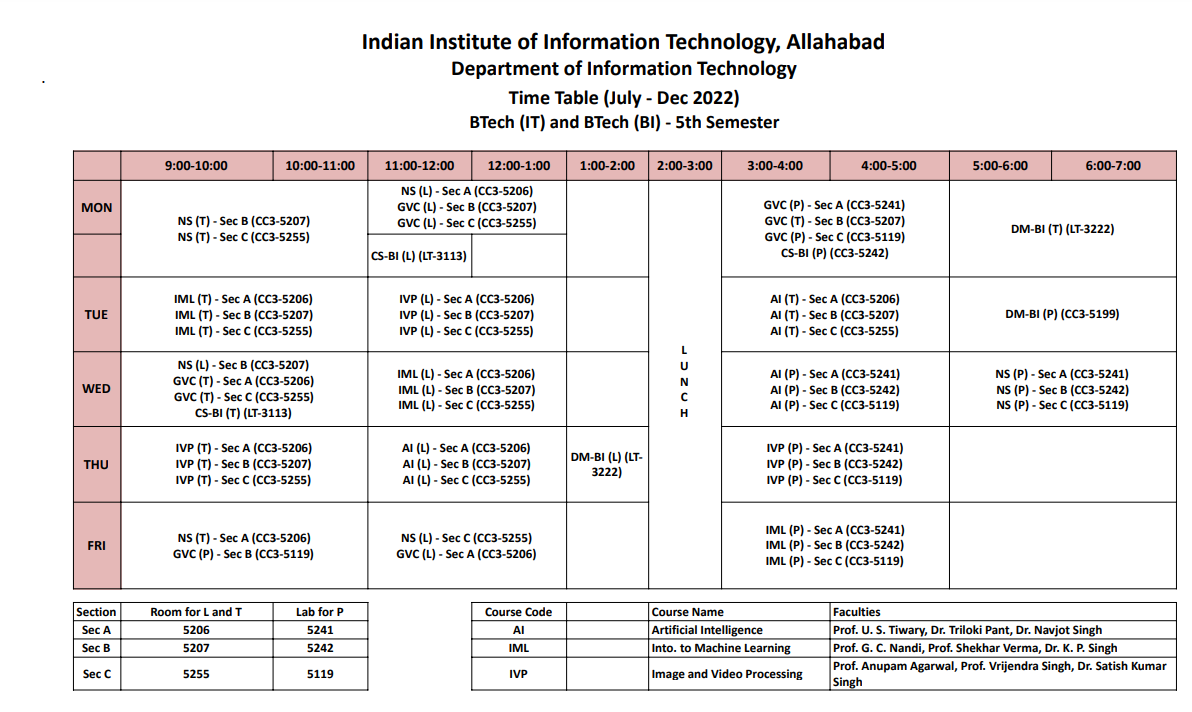 Indian Institute of Information Technology, Allahabad
Department of Information Technology
.
Time Table (July - Dec 2022)
BTech (IT) and BTech (BI) - 5th Semester
9:00-10:00 10:00-11:00 11:00-12:00 12:00-1:00 1:00-2:00 2:00-3:00 3:00-4:00 4:00-5:00 5:00-6:00 6:00-7:00
MON
NS (T) - Sec B (CC3-5207)
NS (T) - Sec C (CC3-5255)
NS (L) - Sec A (CC3-5206)
GVC (L) - Sec B (CC3-5207)
GVC (L) - Sec C (CC3-5255)
CS-BI (L) (LT-3113)
GVC (P) - Sec A (CC3-5241)
GVC (T) - Sec B (CC3-5207)
GVC (P) - Sec C (CC3-5119)
CS-BI (P) (CC3-5242)
DM-BI (T) (LT-3222)
TUE
IML (T) - Sec A (CC3-5206)
IML (T) - Sec B (CC3-5207)
IML (T) - Sec C (CC3-5255)
IVP (L) - Sec A (CC3-5206)
IVP (L) - Sec B (CC3-5207)
IVP (L) - Sec C (CC3-5255)
AI (T) - Sec A (CC3-5206)
AI (T) - Sec B (CC3-5207)
AI (T) - Sec C (CC3-5255)
DM-BI (P) (CC3-5199)
WED
NS (L) - Sec B (CC3-5207)
GVC (T) - Sec A (CC3-5206)
GVC (T) - Sec C (CC3-5255)
CS-BI (T) (LT-3113)
IML (L) - Sec A (CC3-5206)
IML (L) - Sec B (CC3-5207)
IML (L) - Sec C (CC3-5255)
L
U
N
C
H
AI (P) - Sec A (CC3-5241)
AI (P) - Sec B (CC3-5242)
AI (P) - Sec C (CC3-5119)
NS (P) - Sec A (CC3-5241)
NS (P) - Sec B (CC3-5242)
NS (P) - Sec C (CC3-5119)
THU
IVP (T) - Sec A (CC3-5206)
IVP (T) - Sec B (CC3-5207)
IVP (T) - Sec C (CC3-5255)
AI (L) - Sec A (CC3-5206)
AI (L) - Sec B (CC3-5207)
AI (L) - Sec C (CC3-5255)
DM-BI (L) (LT-
3222)
IVP (P) - Sec A (CC3-5241)
IVP (P) - Sec B (CC3-5242)
IVP (P) - Sec C (CC3-5119)
FRI
NS (T) - Sec A (CC3-5206)
GVC (P) - Sec B (CC3-5119)
NS (L) - Sec C (CC3-5255)
GVC (L) - Sec A (CC3-5206)
IML (P) - Sec A (CC3-5241)
IML (P) - Sec B (CC3-5242)
IML (P) - Sec C (CC3-5119)
Section Room for L and T Lab for P
Sec A 5206 5241
Sec B 5207 5242
Sec C 5255 5119
Course Code Course Name Faculties
AI Artificial Intelligence Prof. U. S. Tiwary, Dr. Triloki Pant, Dr. Navjot Singh
IML Into. to Machine Learning Prof. G. C. Nandi, Prof. Shekhar Verma, Dr. K. P. Singh
IVP Image and Video Processing Prof. Anupam Agarwal, Prof. Vrijendra Singh, Dr. Satish Kumar
Singh